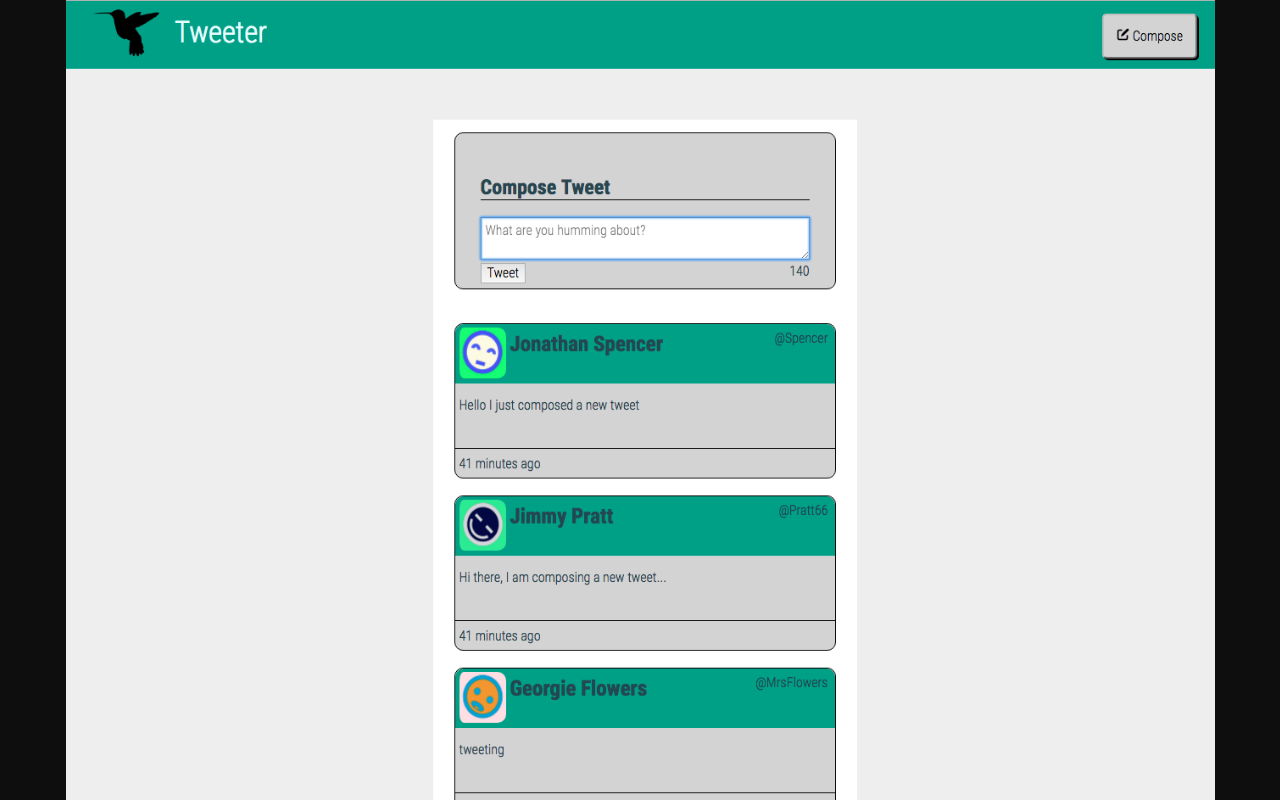 Tweeter
Compose
Compose Tweet
What are you humming about?
Tweet
140
Jonathan Spencer
@Spencer
Hello I just composed a new tweet
41 minutes ago
Jimmy Pratt
@Pratt66
Hi there, I am composing a new tweet...
41 minutes ago
Georgie Flowers
@MrsFlowers
tweeting